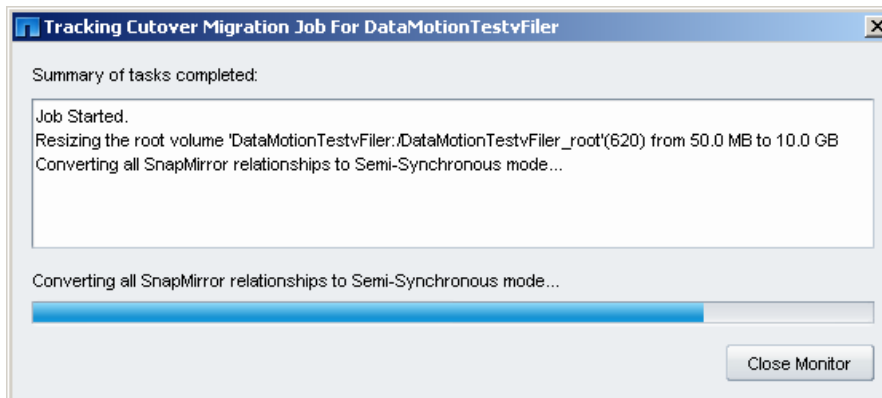 Tracking Cutover Migration Job For DataMotionTestvFiler
Summary of tasks completed:
Job Started.
Resizing the root volume 'DataMotionTestvFiler:/DataMotionTestvFiler_root'(620) from 50.0 MB to 10.0 GB
Converting all SnapMirror relationships to Semi-Synchronous mode...
Converting all SnapMirror relationships to Semi-Synchronous mode...
Close Monitor